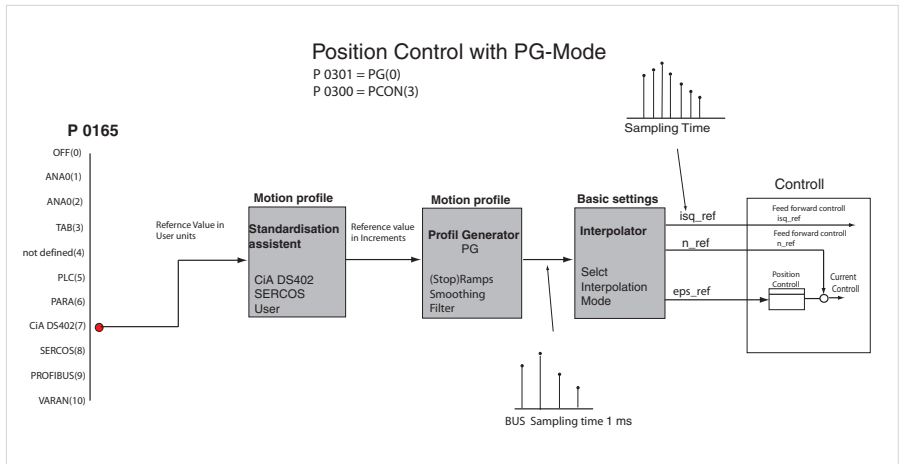 Position Control with PG-Mode
P 0301 = PG(0)
P 0300 = PCON(3)
Sampling Time
P 0165
OFF(0)
ANA0(1)
ANA0(2)
TAB(3)
not defined(4)
PLC(5)
PARA(6)
CiA DS402(7)
SERCOS(8)
PROFIBUS(9)
VARAN(10)
Refernce Value in
User units
Motion profile
Standardisation
assistent
CiA DS402
SERCOS
User
Reference value
in Increments
Motion profile
Profil Generator
PG
(Stop)Ramps
Smoothing
Filter
BUS Sampling time 1 ms
Basic settings
Interpolator
Selct
Interpolation
Mode
isq_ref
n_ref
eps_ref
Controll
Feed forward controll
isq_ref
Feed forward controll
n_ref
Position
Controll
Current
Controll